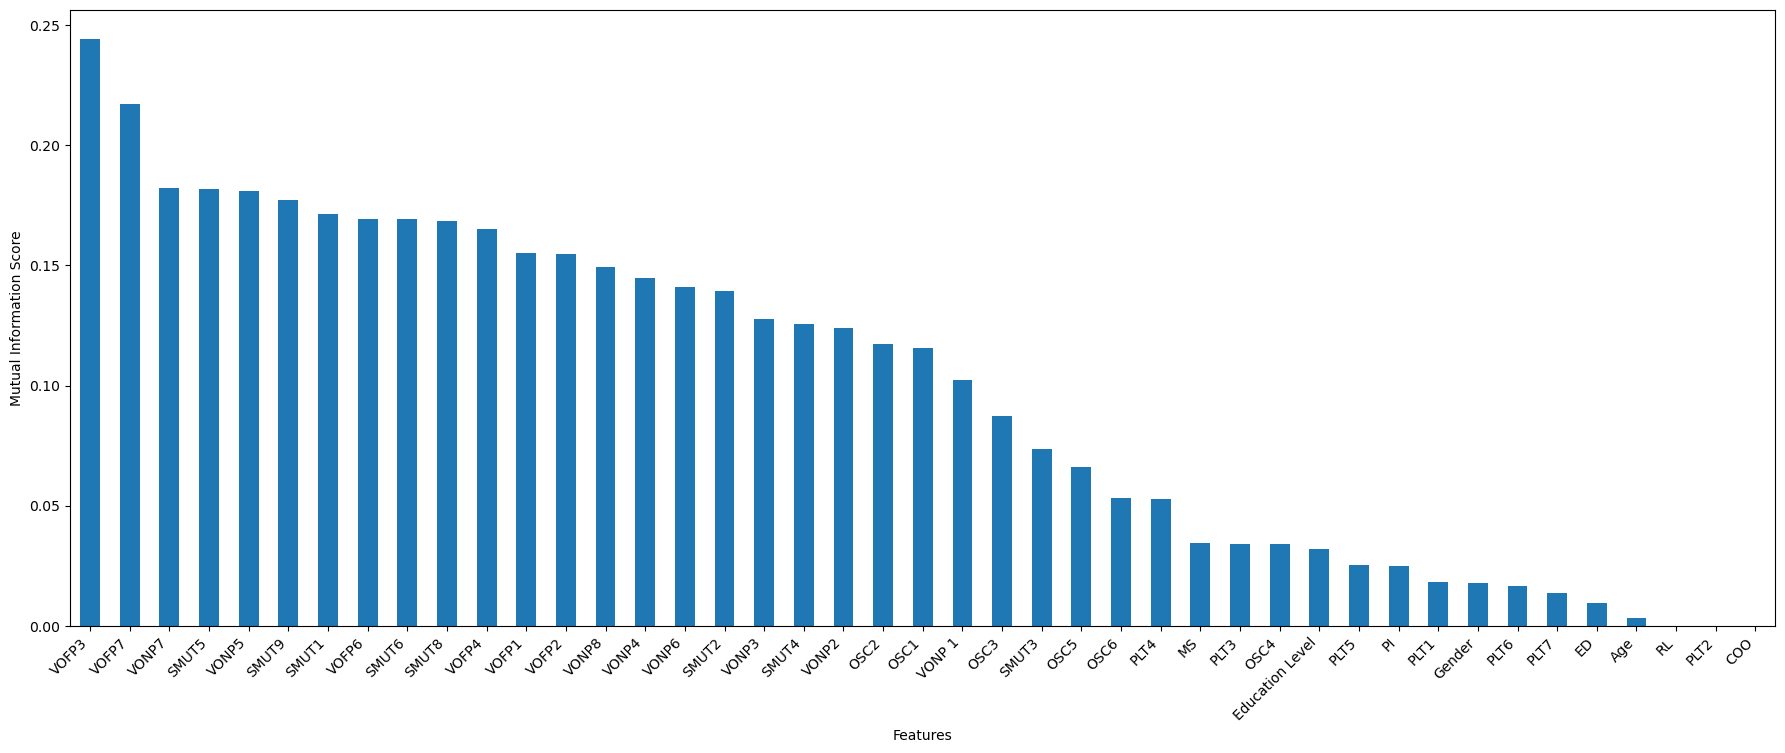 0.25
0.20
0.15
0.10
0.05
0.00
Mutual Information Score
VOFP3
VOFP7
VONP7
SMUT5
VONP5
SMUT9
SMUT1
VOFP6
SMUT6
SMUT8
VOFP4
VOFP1
VOFP2
VONP8
VONP4
VONP6
SMUT2
VONP3
SMUT4
VONP2
OSC2
OSC1
VONP 1
OSC3
SMUT3
OSC5
OSC6
PLT4
MS
PLT3
OSC4
Education Level
PLT5
Pl
PLT1
Gender
PLT6
PLT7
ED
Age
RL
PLT2
COO
Features